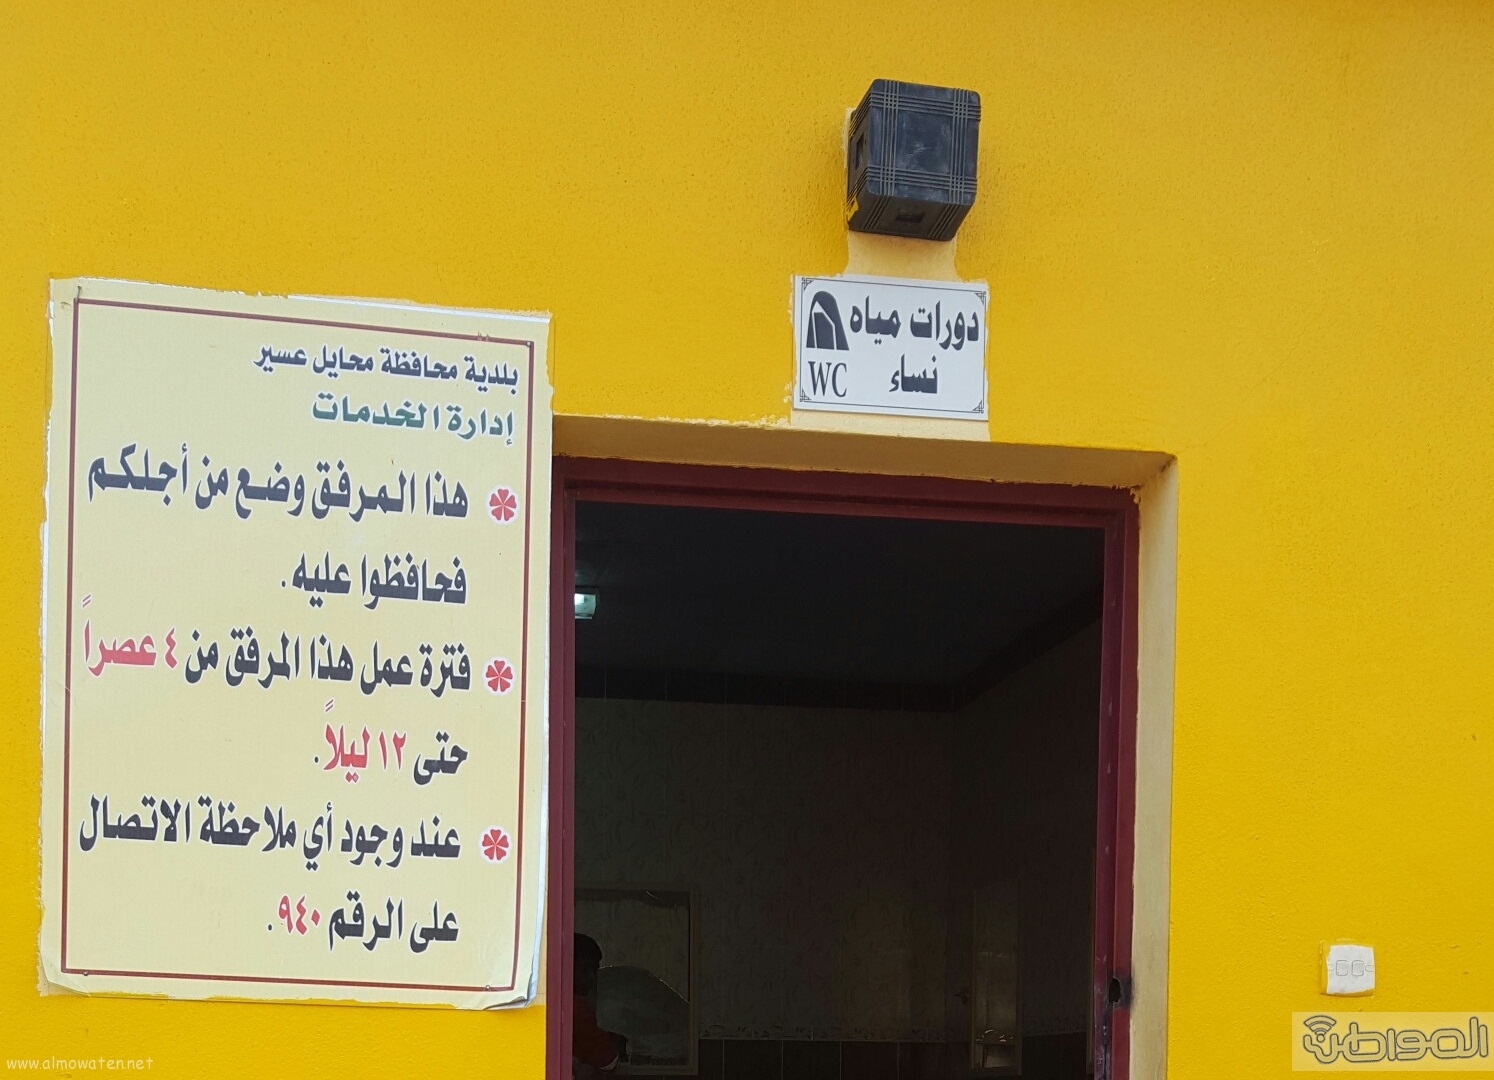 دورات مياه
نساء
WC
بلدية محافظة محايل عسير
إدارة الخدمات
هذا المرفق وضع من أجلكم
فحافظوا عليه.
فترة عمل هذا المرفق من ٤ عصراً
حتى ١٢ ليلاً.
عند وجود أي ملاحظة الاتصال
على الرقم ٩٤٠.
www.almowaten.net
المواطن